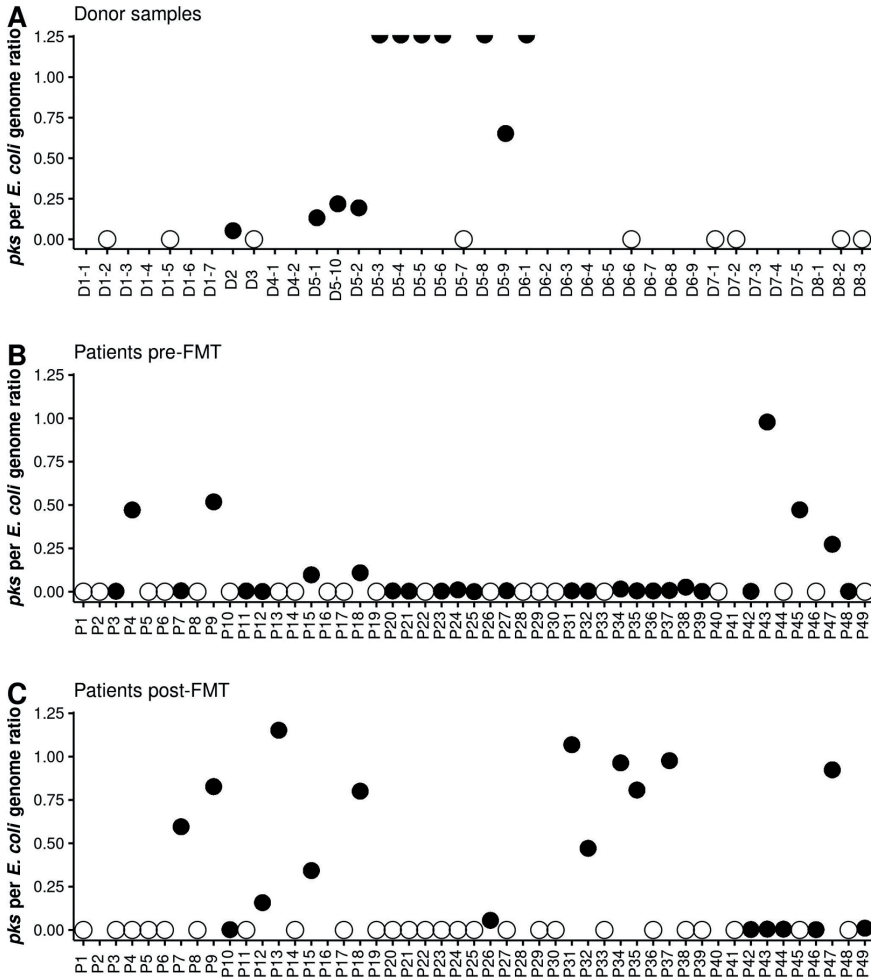 A
Donor samples
pks per E. coli genome ratio
1.25
1.00
0.75
0.50
0.25
0.00
D1-1 D1-2 D1-3 D1-4 D1-5 D1-6 D1-7 D2 D3 D4-1 D4-2 D5-1 D5-10 D5-2 D5-3 D5-4 D5-5 D5-6 D5-7 D5-8 D5-9 D6-1 D6-2 D6-3 D6-4 D6-5 D6-6 D6-7 D6-8 D6-9 D7-1 D7-2 D7-3 D7-4 D7-5 D8-1 D8-2 D8-3
B
Patients pre-FMT
pks per E. coli genome ratio
1.25
1.00
0.75
0.50
0.25
0.00
P1 P2 P3 P4 P5 P6 P7 P8 P9 P10 P11 P12 P13 P14 P15 P16 P17 P18 P19 P20 P21 P22 P23 P24 P25 P26 P27 P28 P29 P30 P31 P32 P33 P34 P35 P36 P37 P38 P39 P40 P41 P42 P43 P44 P45 P46 P47 P48 P49
C
Patients post-FMT
pks per E. coli genome ratio
1.25
1.00
0.75
0.50
0.25
0.00
P1 P2 P3 P4 P5 P6 P7 P8 P9 P10 P11 P12 P13 P14 P15 P16 P17 P18 P19 P20 P21 P22 P23 P24 P25 P26 P27 P28 P29 P30 P31 P32 P33 P34 P35 P36 P37 P38 P39 P40 P41 P42 P43 P44 P45 P46 P47 P48 P49